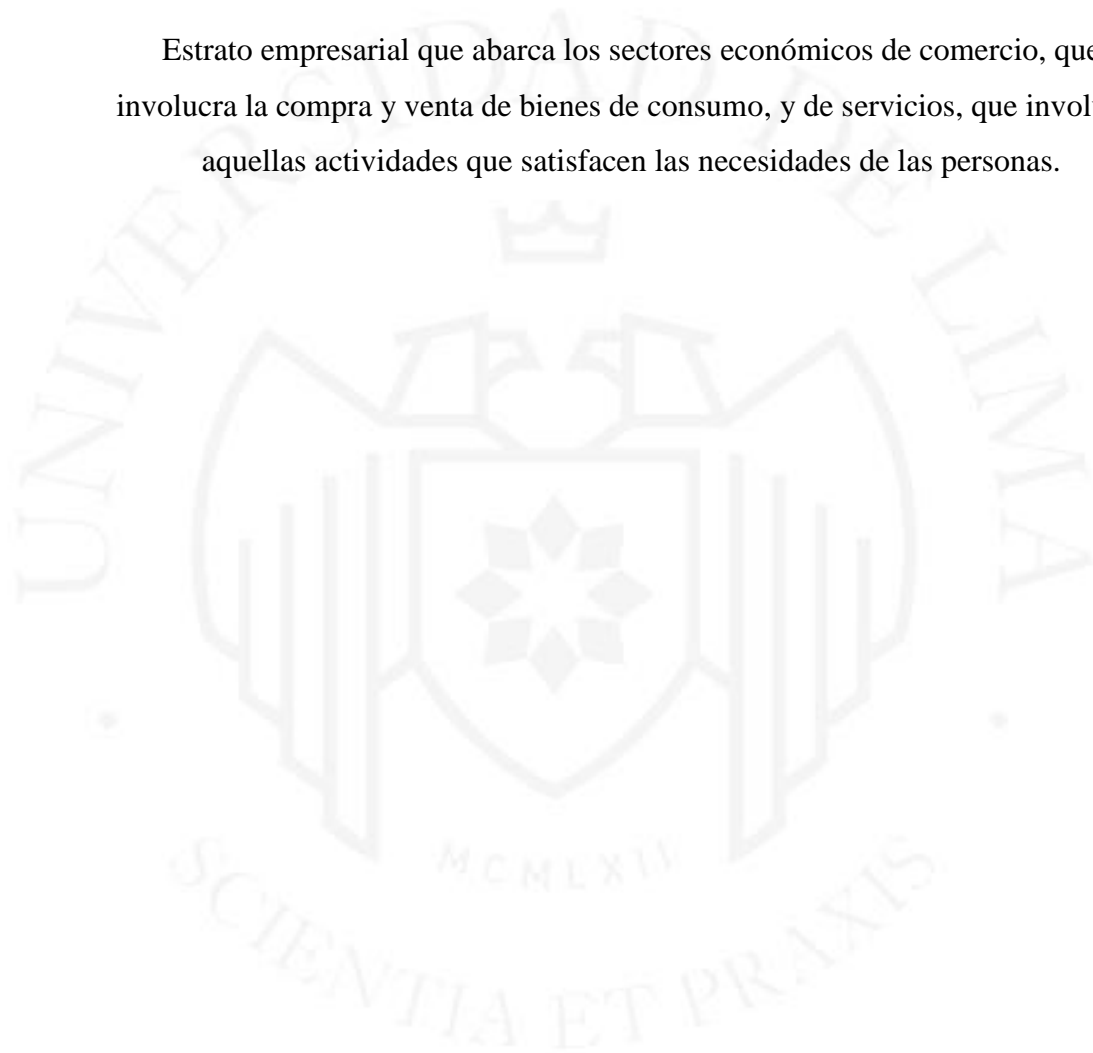 Estrato empresarial que abarca los sectores económicos de comercio, que
involucra la compra y venta de bienes de consumo, y de servicios, que
aquellas actividades que satisfacen las necesidades de las personas.
UNIVERSIDAD DE LIMA
MCMLXII
SCIENTIA ET PRAXIS